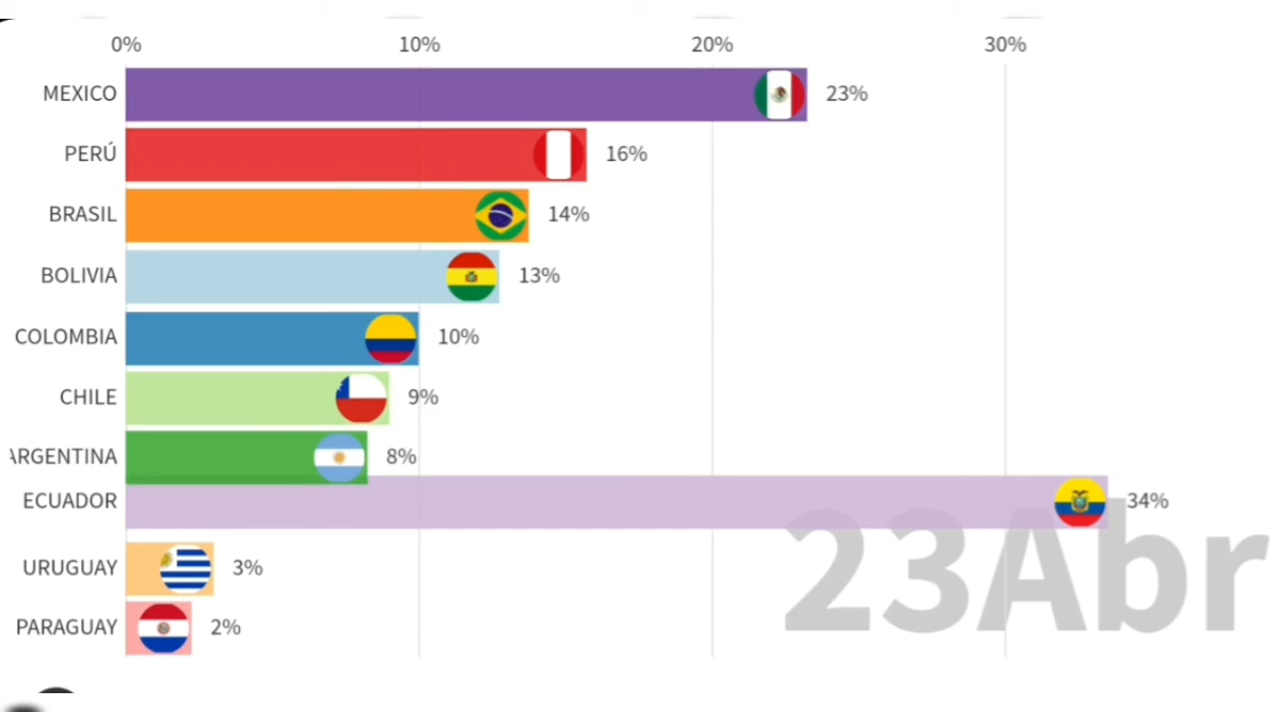 0% 10% 20% 30%
MEXICO 23%
PERÚ 16%
BRASIL 14%
BOLIVIA 13%
COLOMBIA 10%
CHILE 9%
ARGENTINA 8%
ECUADOR 34%
23Abr
URUGUAY 3%
PARAGUAY 2%